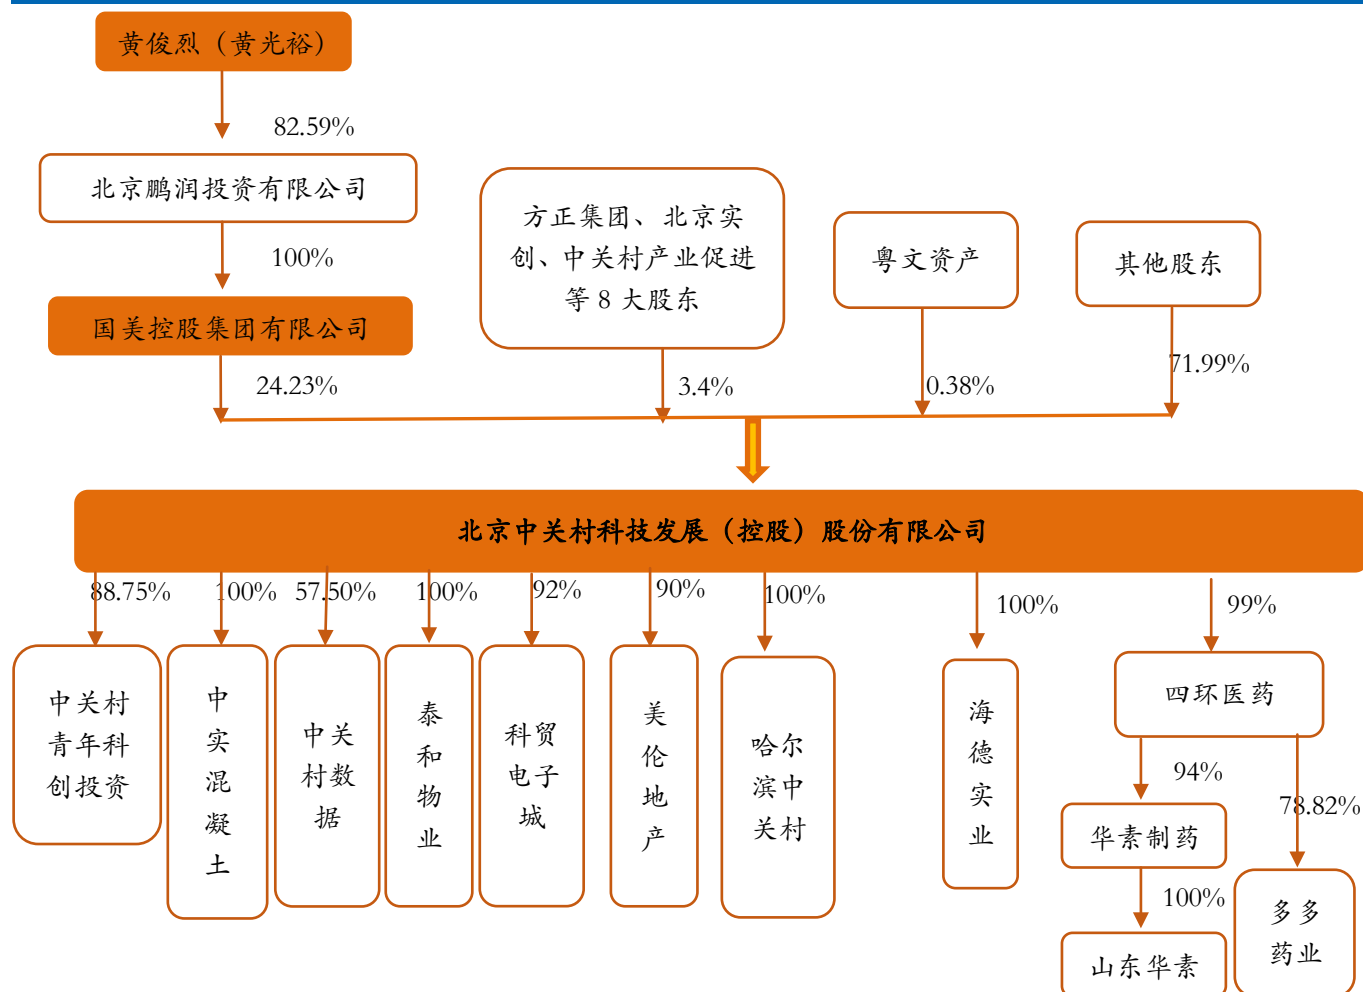 黄俊烈（黄光裕）
82.59%
北京鹏润投资有限公司
100%
国美控股集团有限公司
24.23%
方正集团、北京实
创、中关村产业促进
等 8 大股东
3.4%
粤文资产
0.38%
其他股东
71.99%
北京中关村科技发展（控股）股份有限公司
88.75%
100%
57.50%
100%
92%
90%
100%
100%
99%
中关村
青年科
创投资
中
实
混
凝
土
中关
村数
据
泰
和
物
业
科贸
电子
城
美
伦
地
产
哈尔
滨中
关村
海
德
实
业
四环医药
94%
78.82%
华素制药
100%
山东华素
多多
药业